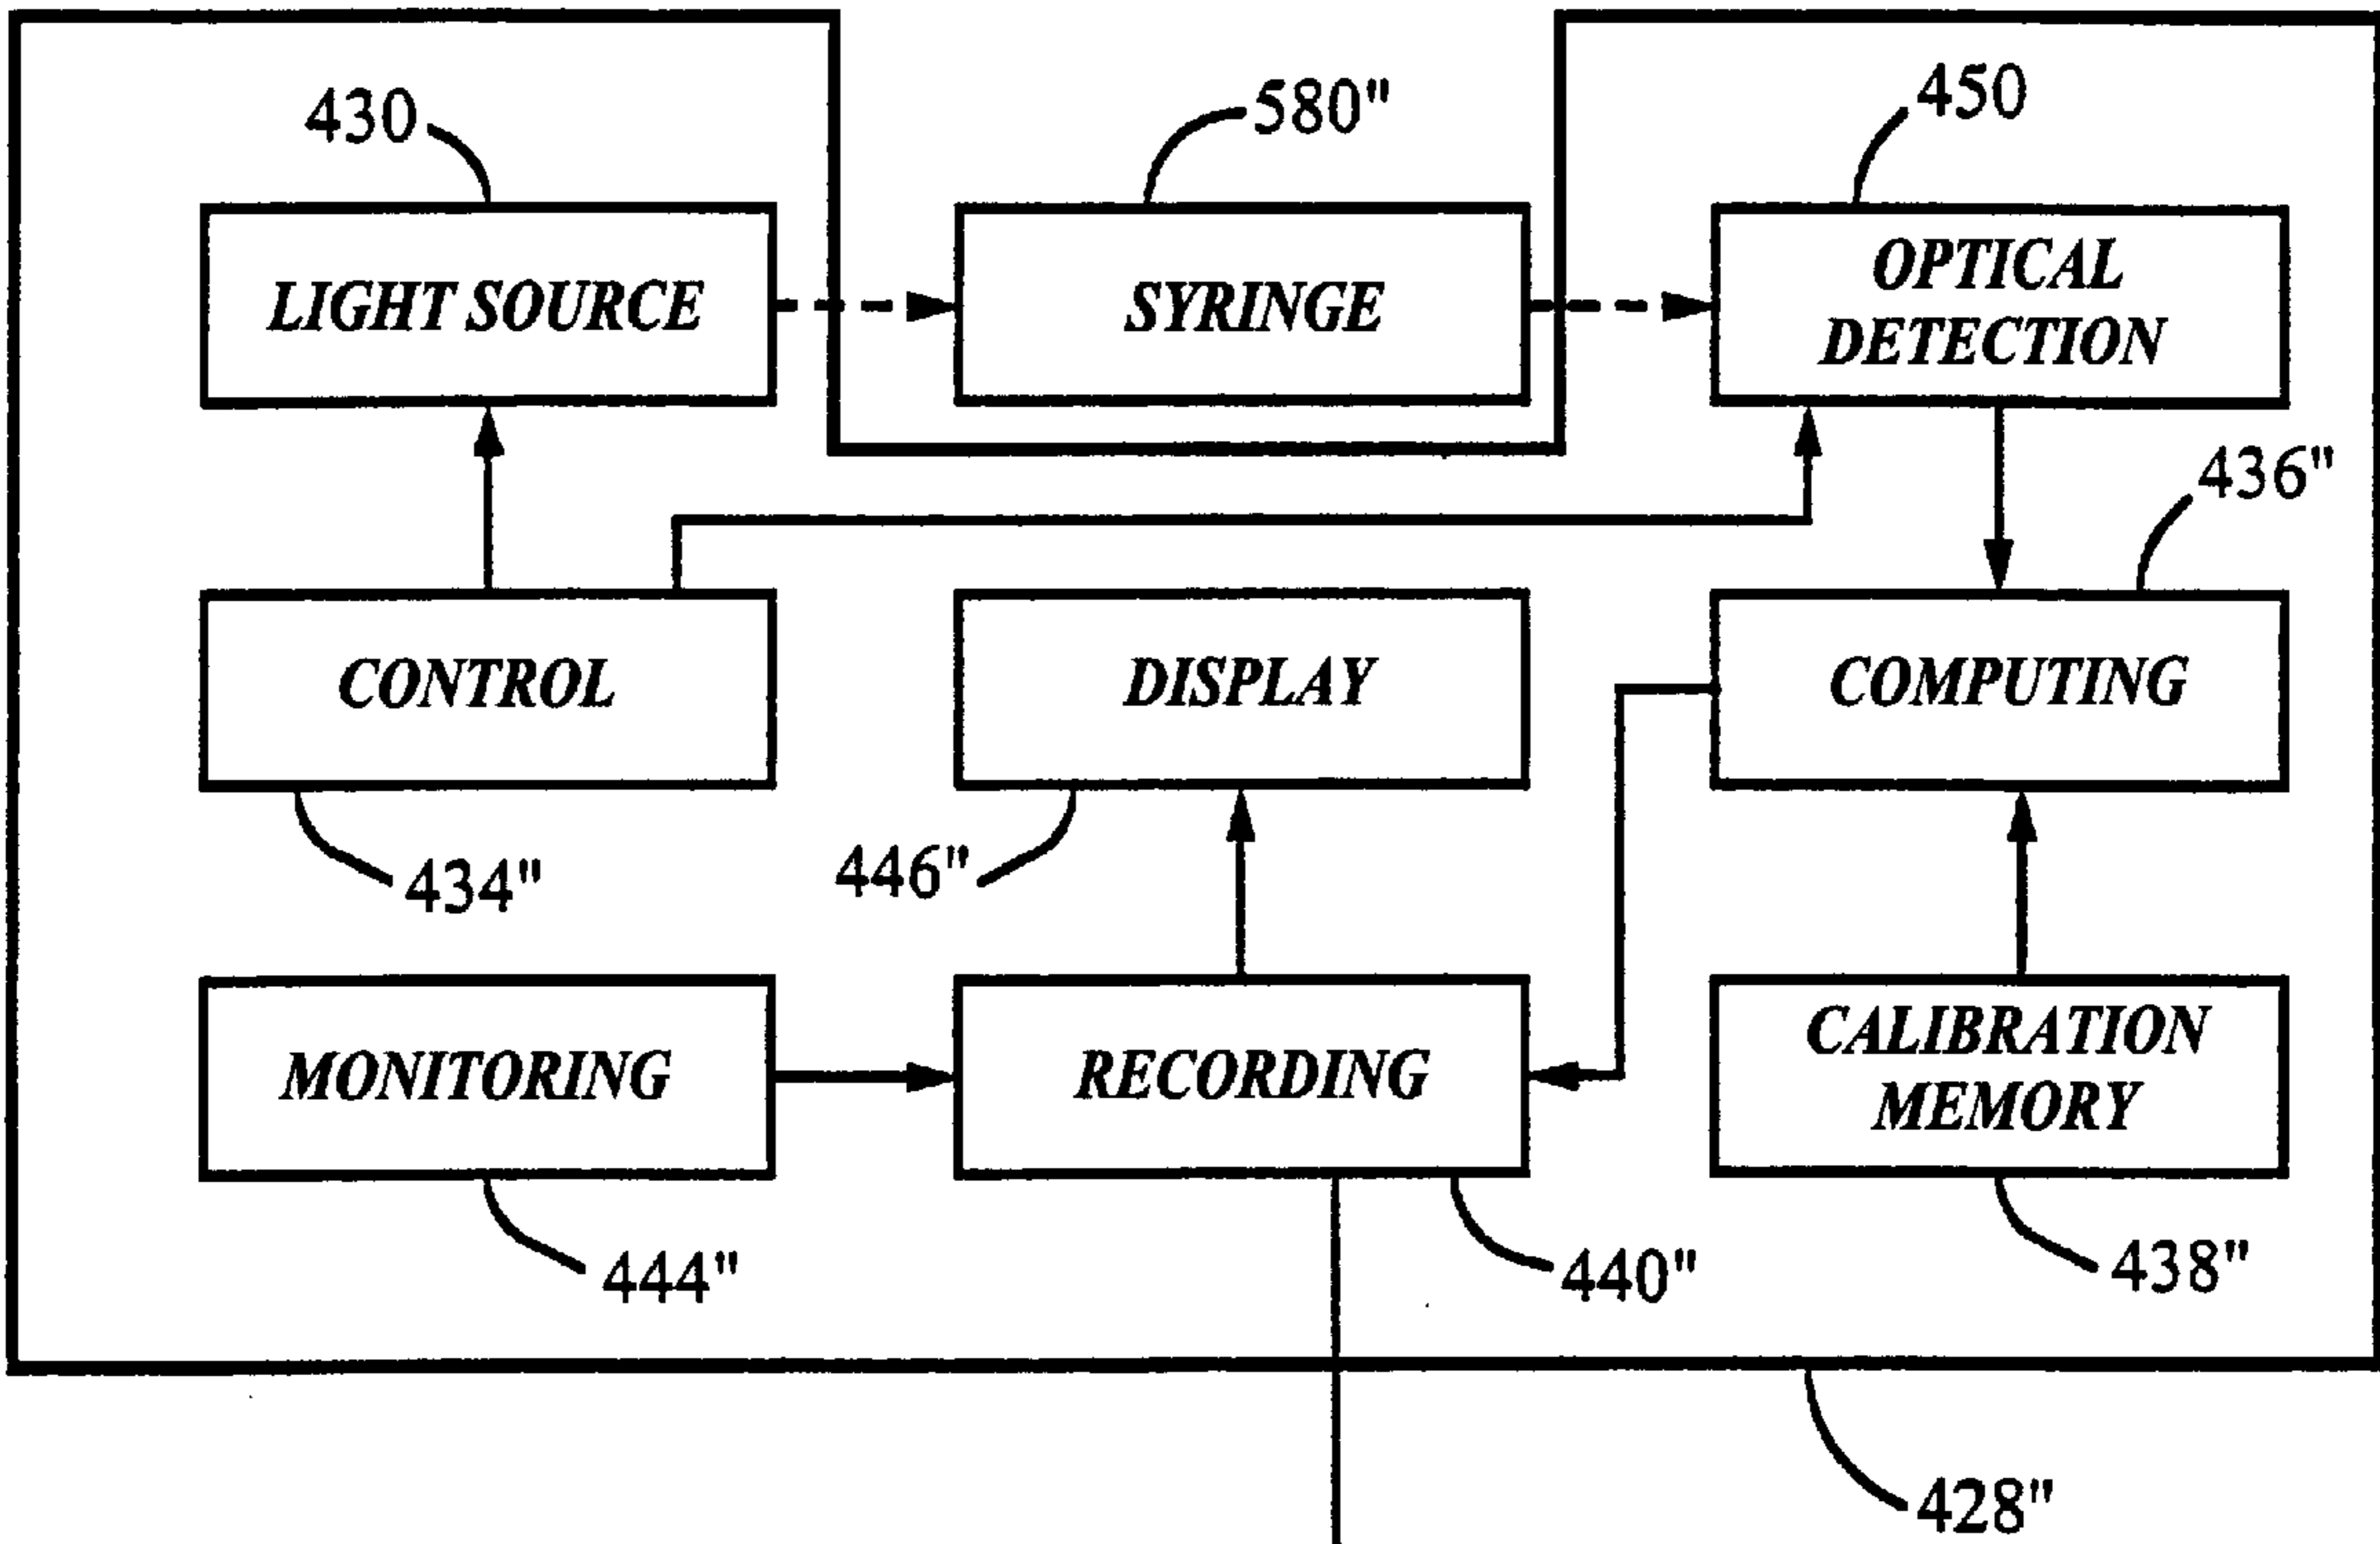 430
580"
450
LIGHT SOURCE
SYRINGE
OPTICAL
DETECTION
436"
CONTROL
DISPLAY
COMPUTING
434"
446"
MONITORING
RECORDING
CALIBRATION
MEMORY
444"
440"
438"
428"